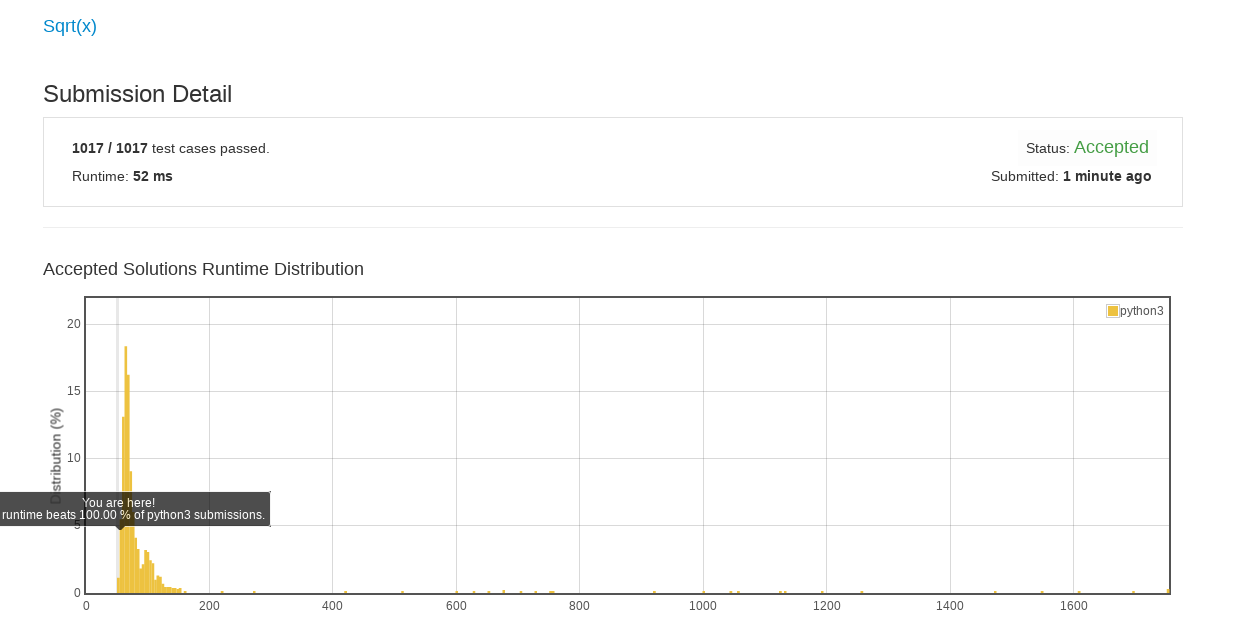 Sqrt(x)
Submission Detail
1017 / 1017 test cases passed.
Status: Accepted
Runtime: 52 ms
Submitted: 1 minute ago
Accepted Solutions Runtime Distribution
python3
20
15
10
5
0
Distribution (%)
You are here!
runtime beats 100.00 % of python3 submissions.
0 200 400 600 800 1000 1200 1400 1600